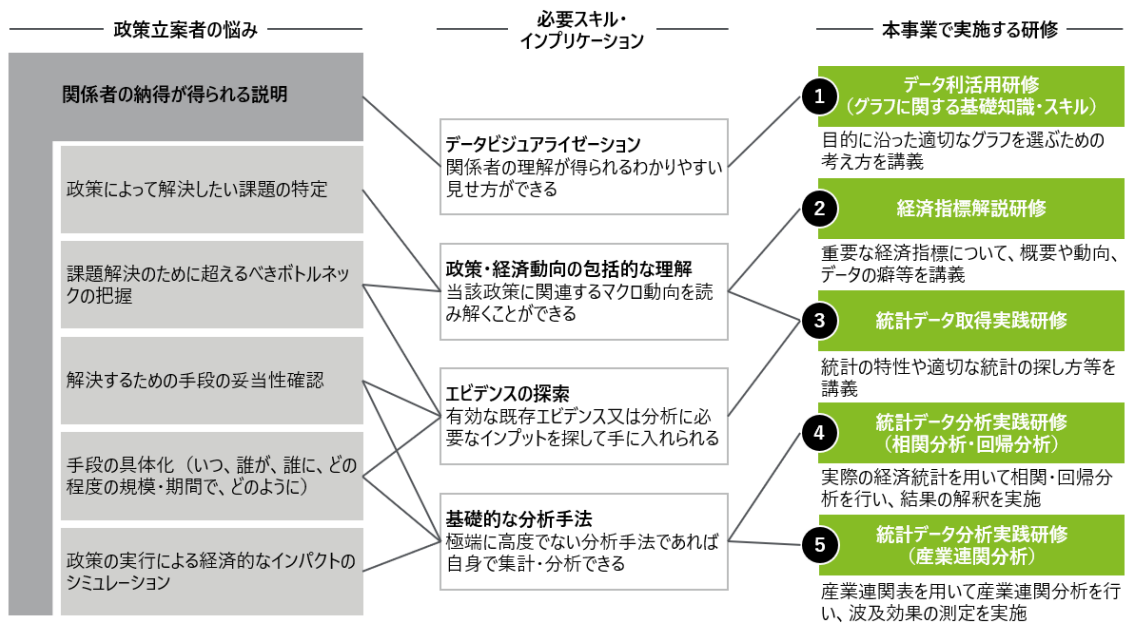 政策立案者の悩み
関係者の納得が得られる説明
政策によって解決したい課題の特定
課題解決のために超えるべきボトルネッ
クの把握
解決するための手段の妥当性確認
手段の具体化（いつ、誰が、誰に、どの
程度の規模・期間で、どのように）
政策の実行による経済的なインパクトの
シミュレーション
必要スキル・
インプリケーション
データビジュアライゼーション
関係者の理解が得られるわかりやすい
見せ方ができる
政策・経済動向の包括的な理解
当該政策に関連するマクロ動向を読
み解くことができる
エビデンスの探索
有効な既存エビデンス又は分析に必
要なインプットを探して手に入れられる
基礎的な分析手法
極端に高度でない分析手法であれば
自身で集計・分析できる
本事業で実施する研修
1
データ利活用研修
（グラフに関する基礎知識・スキル）
目的に沿った適切なグラフを選ぶための
考え方を講義
2
経済指標解説研修
重要な経済指標について、概要や動向、
データの癖等を講義
3
統計データ取得実践研修
統計の特性や適切な統計の探し方等を
講義
4
統計データ分析実践研修
（相関分析・回帰分析）
実際の経済統計を用いて相関・回帰分
析を行い、結果の解釈を実施
5
統計データ分析実践研修
（産業連関分析）
産業連関表を用いて産業連関分析を行
い、波及効果の測定を実施